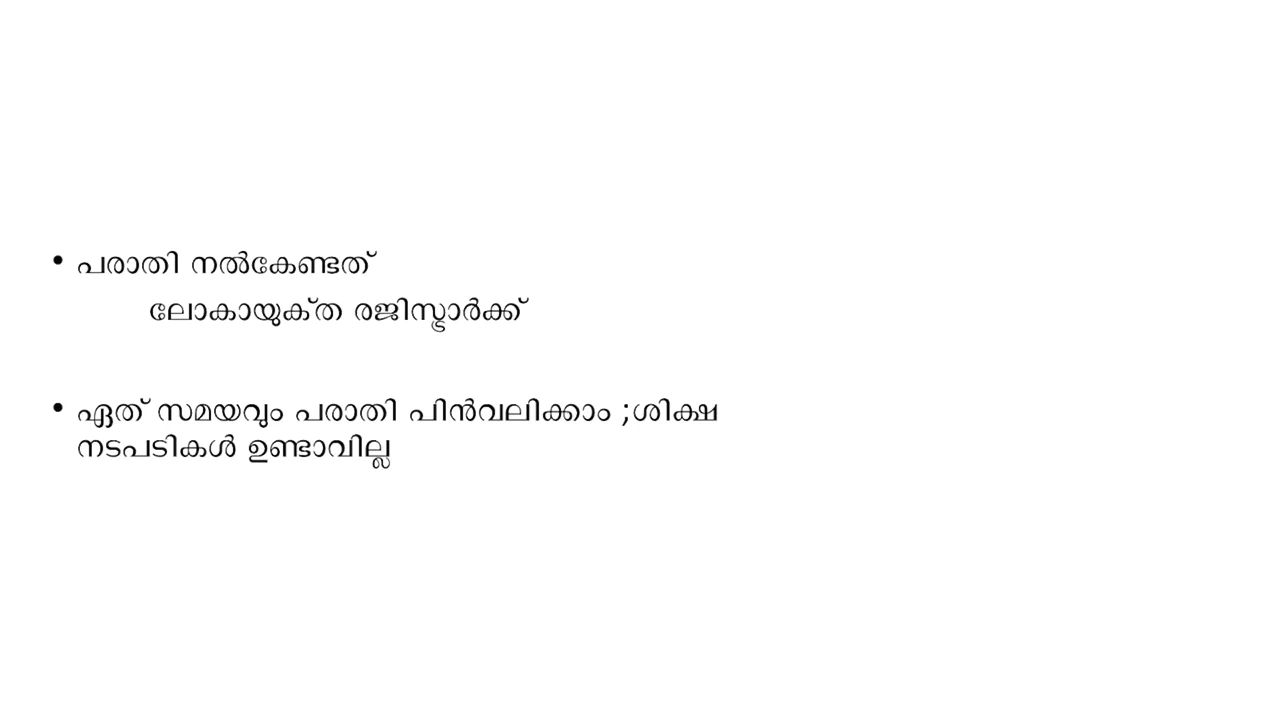 • പരാതി നൽകേണ്ടത്
ലോകായുക്ത രജിസ്ട്രാർക്ക്
• ഏത് സമയവും പരാതി പിൻവലിക്കാം ;ശിക്ഷ
നടപടികൾ ഉണ്ടാവില്ല